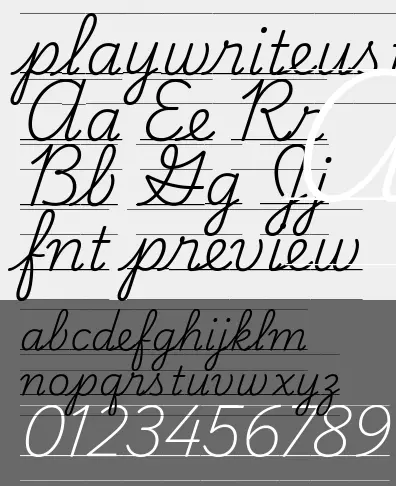 playwriteus
Aa Ee Rr
Bb Gg Jj
fnt preview
abcdefghijklm
nopqrstuvwxyz
0123456789